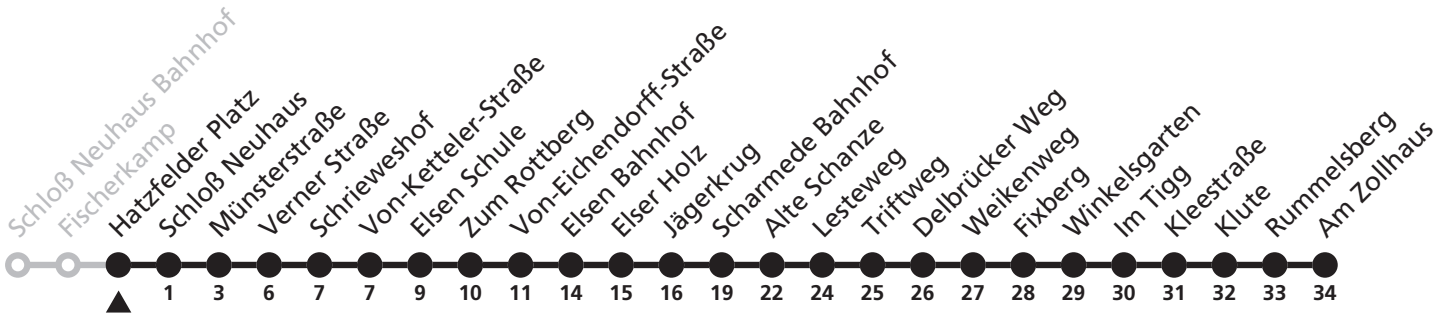 Schloß Neuhaus Bahnhof
Fischerkamp
Hatzfelder Platz
Schloß Neuhaus
Münsterstraße
Verner Straße
Schrieweshof
Von-Ketteler-Straße
Elsen Schule
Zum Rottberg
Von-Eichendorff-Straße
Elsen Bahnhof
Elser Holz
Jägerkrug
Scharmede Bahnhof
Alte Schanze
Lesteweg
Triftweg
Delbrücker Weg
Weikenweg
Fixberg
Winkelsgarten
Im Tigg
Kleestraße
Klute
Rummelsberg
Am Zollhaus
1 3 6 7 7 9 10 11 14 15 16 19 22 24 25 26 27 28 29 30 31 32 33 34